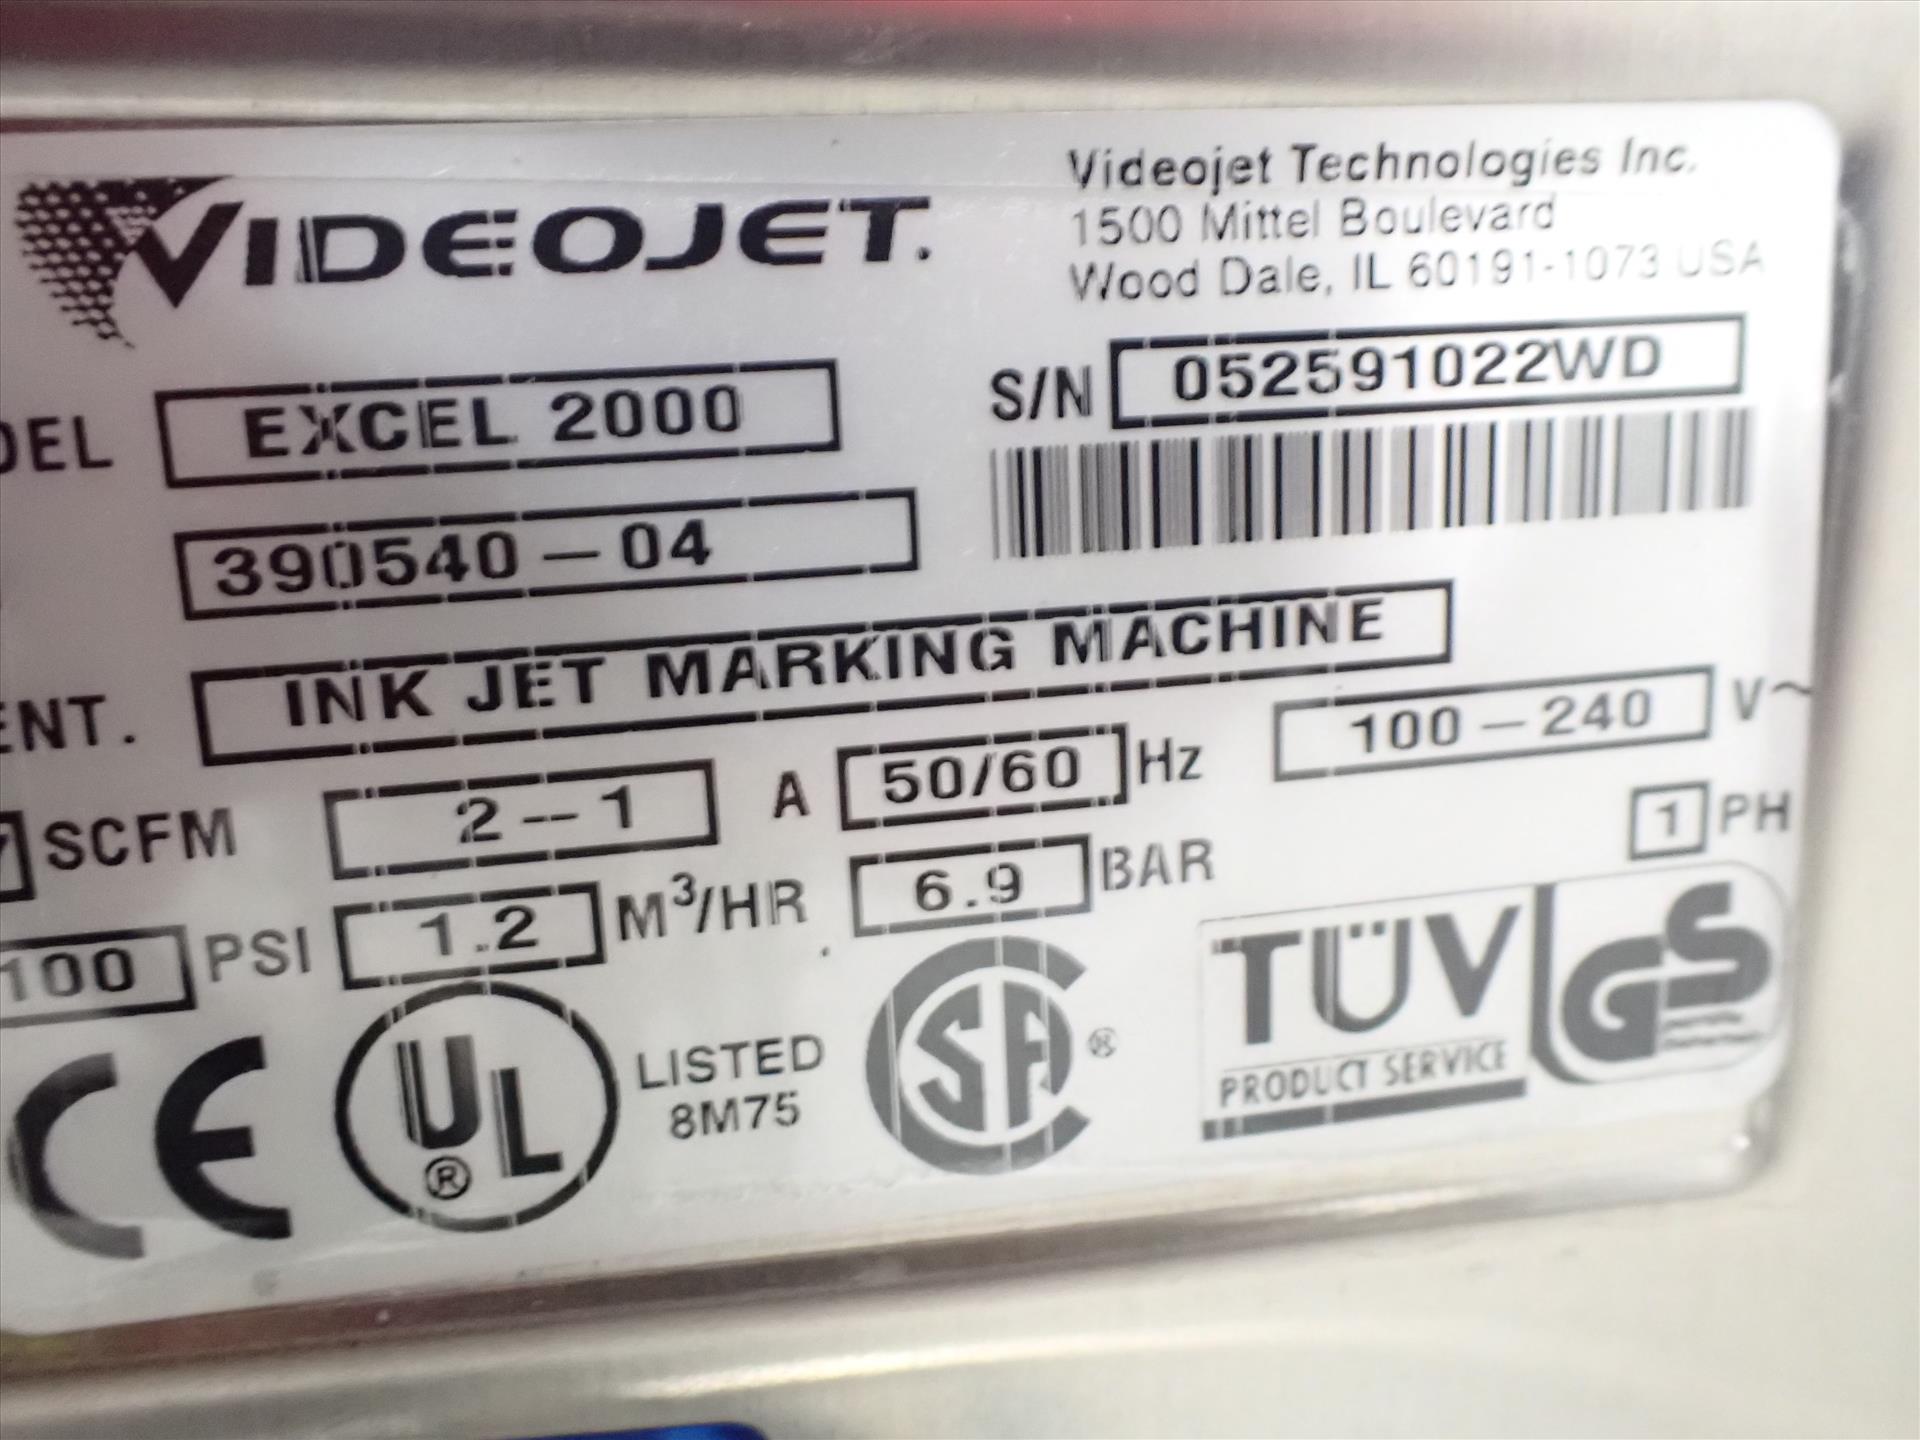 VIDEOJET.
Videojet Technologies Inc.
1500 Mittel Boulevard
Wood Dale, IL 60191-1073 USA
DEL EXCEL 2000
S/N 052591022WD
390540-04
ENT. INK JET MARKING MACHINE
SCFM 2--1 A 50/60 Hz 100-240 V~
1 PH
100 PSI 1.2 M³/HR 6.9 BAR
CE
UL ®
LISTED
8M75
CSA ®
TÜV
PRODUCT SERVICE
GS